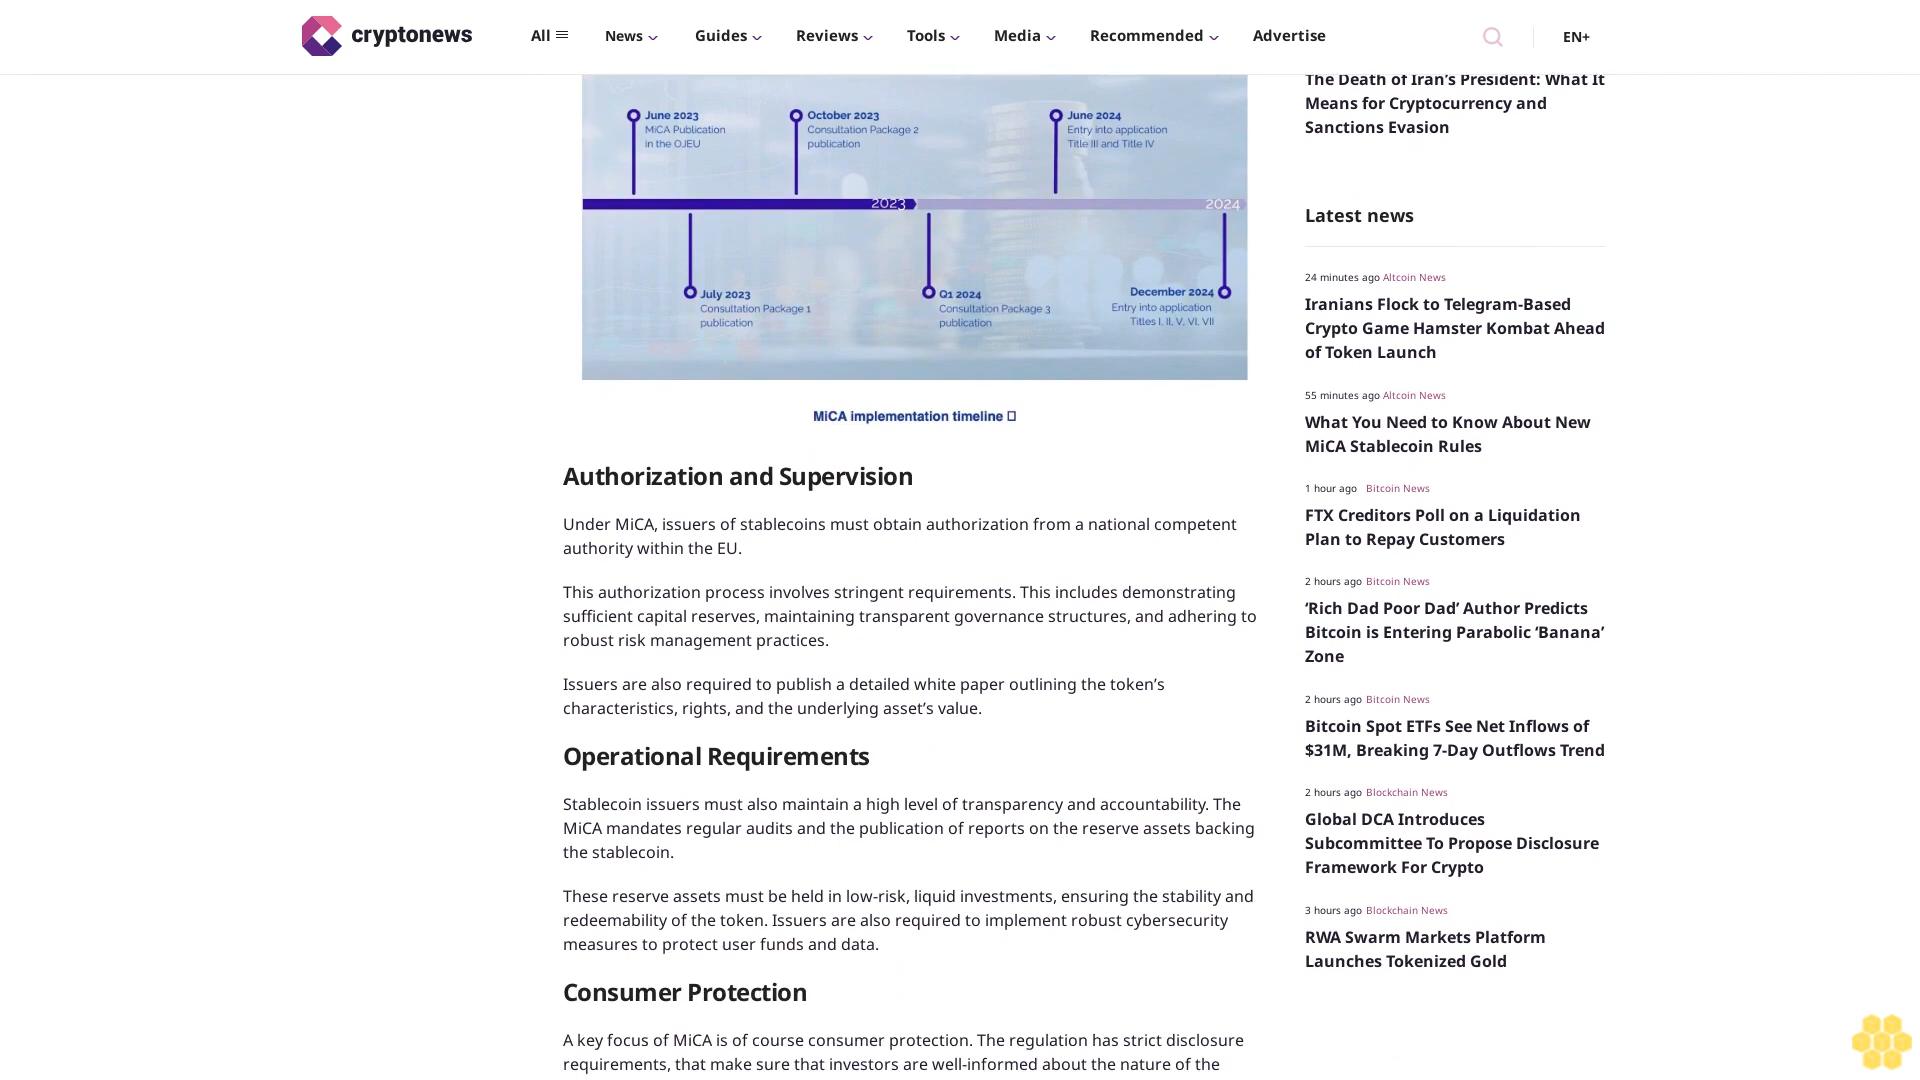 cryptonews
All
News
Guides
Reviews
Tools
Media
Recommended
Advertise
EN+
June 2023
MiCA Publication
in the OJEU
October 2023
Consultation Package 2
publication
June 2024
Entry into application
Title III and Title IV
2023
2024
July 2023
Consultation Package 1
publication
Q1 2024
Consultation Package 3
publication
December 2024
Entry into application
Titles I, II, V, VI, VII
MiCA implementation timeline
Authorization and Supervision
Under MiCA, issuers of stablecoins must obtain authorization from a national competent
authority within the EU.
This authorization process involves stringent requirements. This includes demonstrating
sufficient capital reserves, maintaining transparent governance structures, and adhering to
robust risk management practices.
Issuers are also required to publish a detailed white paper outlining the token’s
characteristics, rights, and the underlying asset’s value.
Operational Requirements
Stablecoin issuers must also maintain a high level of transparency and accountability. The
MiCA mandates regular audits and the publication of reports on the reserve assets backing
the stablecoin.
These reserve assets must be held in low-risk, liquid investments, ensuring the stability and
redeemability of the token. Issuers are also required to implement robust cybersecurity
measures to protect user funds and data.
Consumer Protection
A key focus of MiCA is of course consumer protection. The regulation has strict disclosure
requirements, that make sure that investors are well-informed about the nature of the
The Death of Iran’s President: What It
Means for Cryptocurrency and
Sanctions Evasion
Latest news
24 minutes ago Altcoin News
Iranians Flock to Telegram-Based
Crypto Game Hamster Kombat Ahead
of Token Launch
55 minutes ago Altcoin News
What You Need to Know About New
MiCA Stablecoin Rules
1 hour ago Bitcoin News
FTX Creditors Poll on a Liquidation
Plan to Repay Customers
2 hours ago Bitcoin News
‘Rich Dad Poor Dad’ Author Predicts
Bitcoin is Entering Parabolic ‘Banana’
Zone
2 hours ago Bitcoin News
Bitcoin Spot ETFs See Net Inflows of
$31M, Breaking 7-Day Outflows Trend
2 hours ago Blockchain News
Global DCA Introduces
Subcommittee To Propose Disclosure
Framework For Crypto
3 hours ago Blockchain News
RWA Swarm Markets Platform
Launches Tokenized Gold